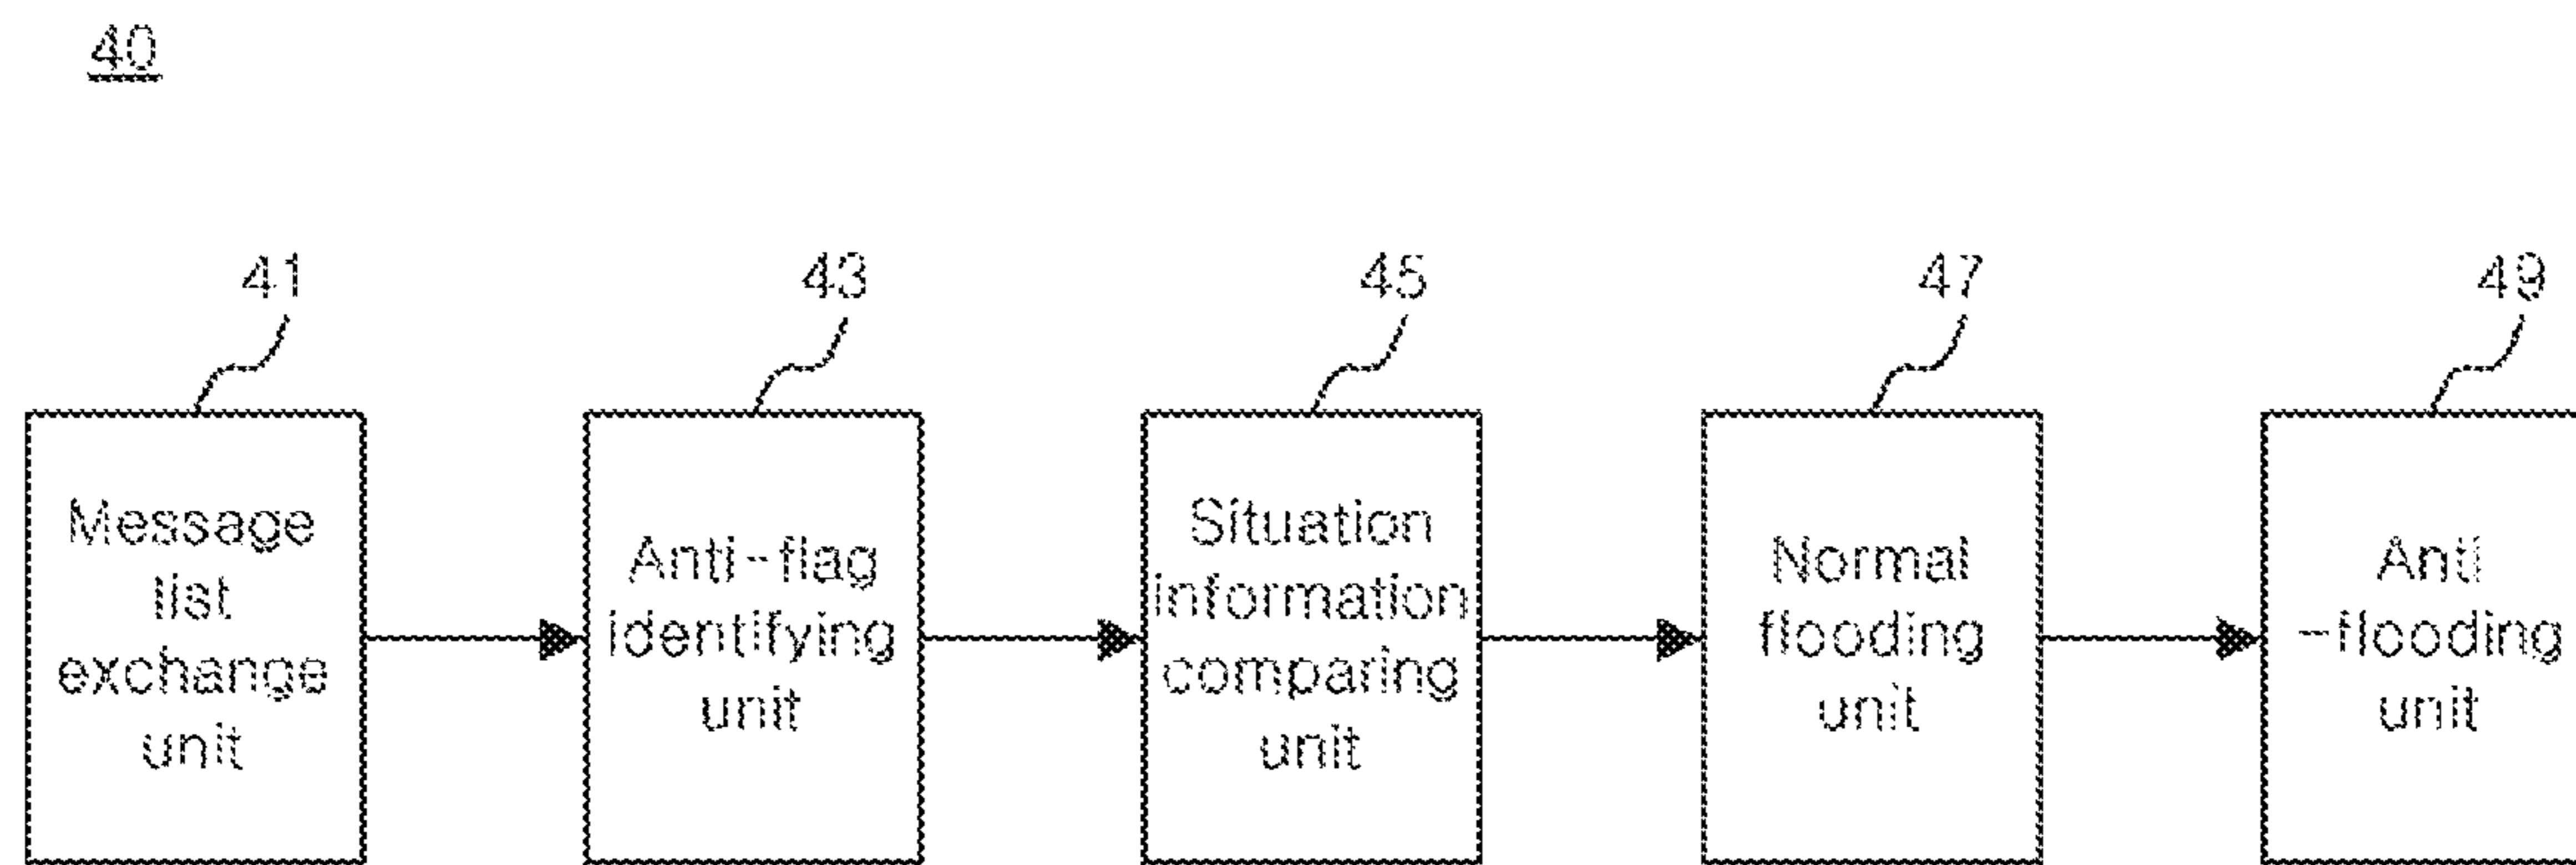 40
41
43
45
47
49
Message
list
exchange
unit
Anti-flag
identifying
unit
Situation
information
comparing
unit
Normal
flooding
unit
Anti
-flooding
unit